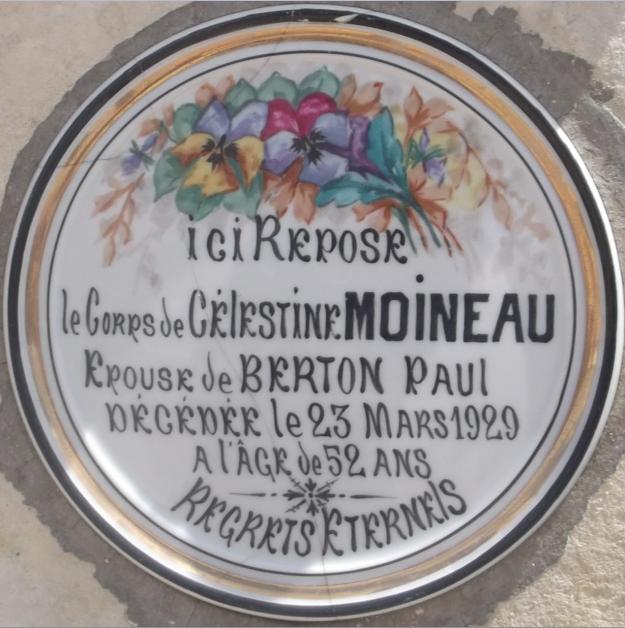 ici Repose
le Corps de CÉLESTINE MOINEAU
Epouse de BERTON PAUL
DÉCÉDÉE le 23 MARS 1929
A l'ÂGE de 52 ANS
REGRETS ETERNELS